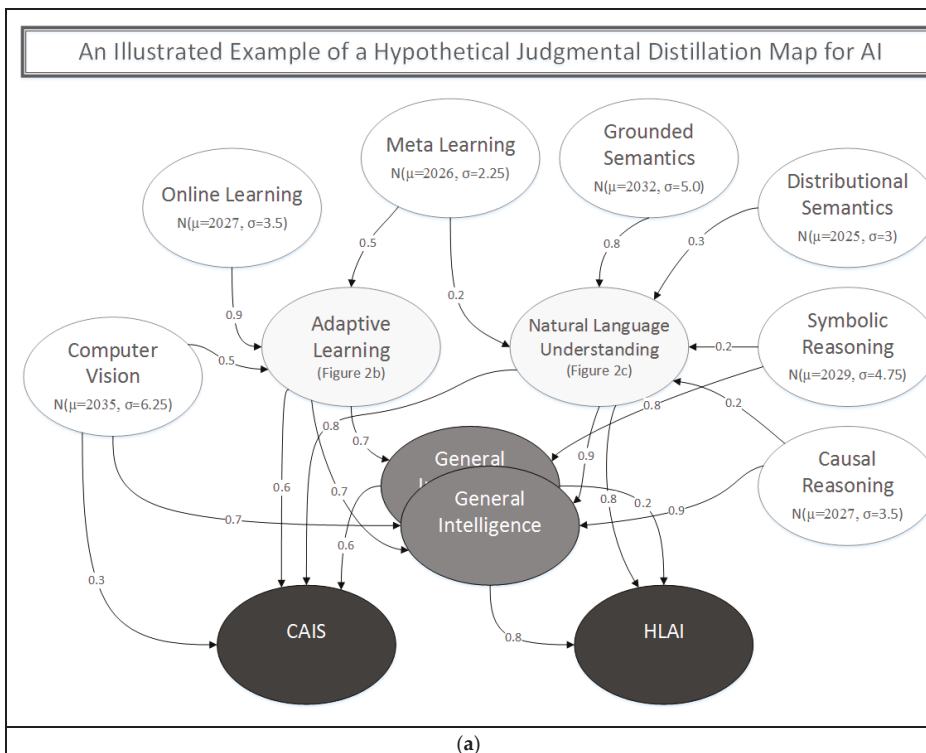 An Illustrated Example of a Hypothetical Judgmental Distillation Map for AI
Meta Learning
N(μ=2026, σ=2.25)
Grounded
Semantics
N(μ=2032, σ=5.0)
Online Learning
N(μ=2027, σ=3.5)
Distributional
Semantics
N(μ=2025, σ=3)
0.5
0.8
0.3
0.2
0.9
Adaptive
Learning
(Figure 2b)
Natural Language
Understanding
(Figure 2c)
Symbolic
Reasoning
N(μ=2029, σ=4.75)
Computer
Vision
N(μ=2035, σ=6.25)
0.5
0.2
0.8
0.2
0.8
0.7
0.9
General
General
Intelligence
Causal
Reasoning
N(μ=2027, σ=3.5)
0.6
0.7
0.8
0.2
0.9
0.7
0.6
0.3
CAIS
0.8
HLAI
(a)